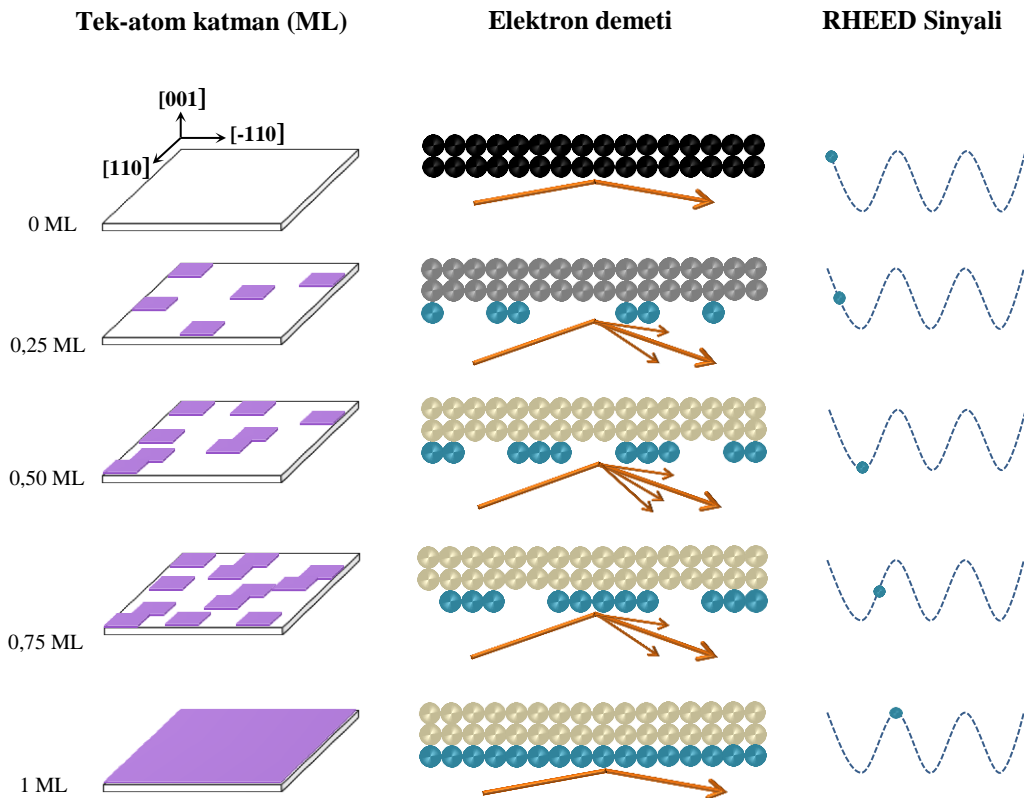 Tek-atom katman (ML)
Elektron demeti
RHEED Sinyali
[001]
[-110]
[110]
0 ML
0,25 ML
0,50 ML
0,75 ML
1 ML